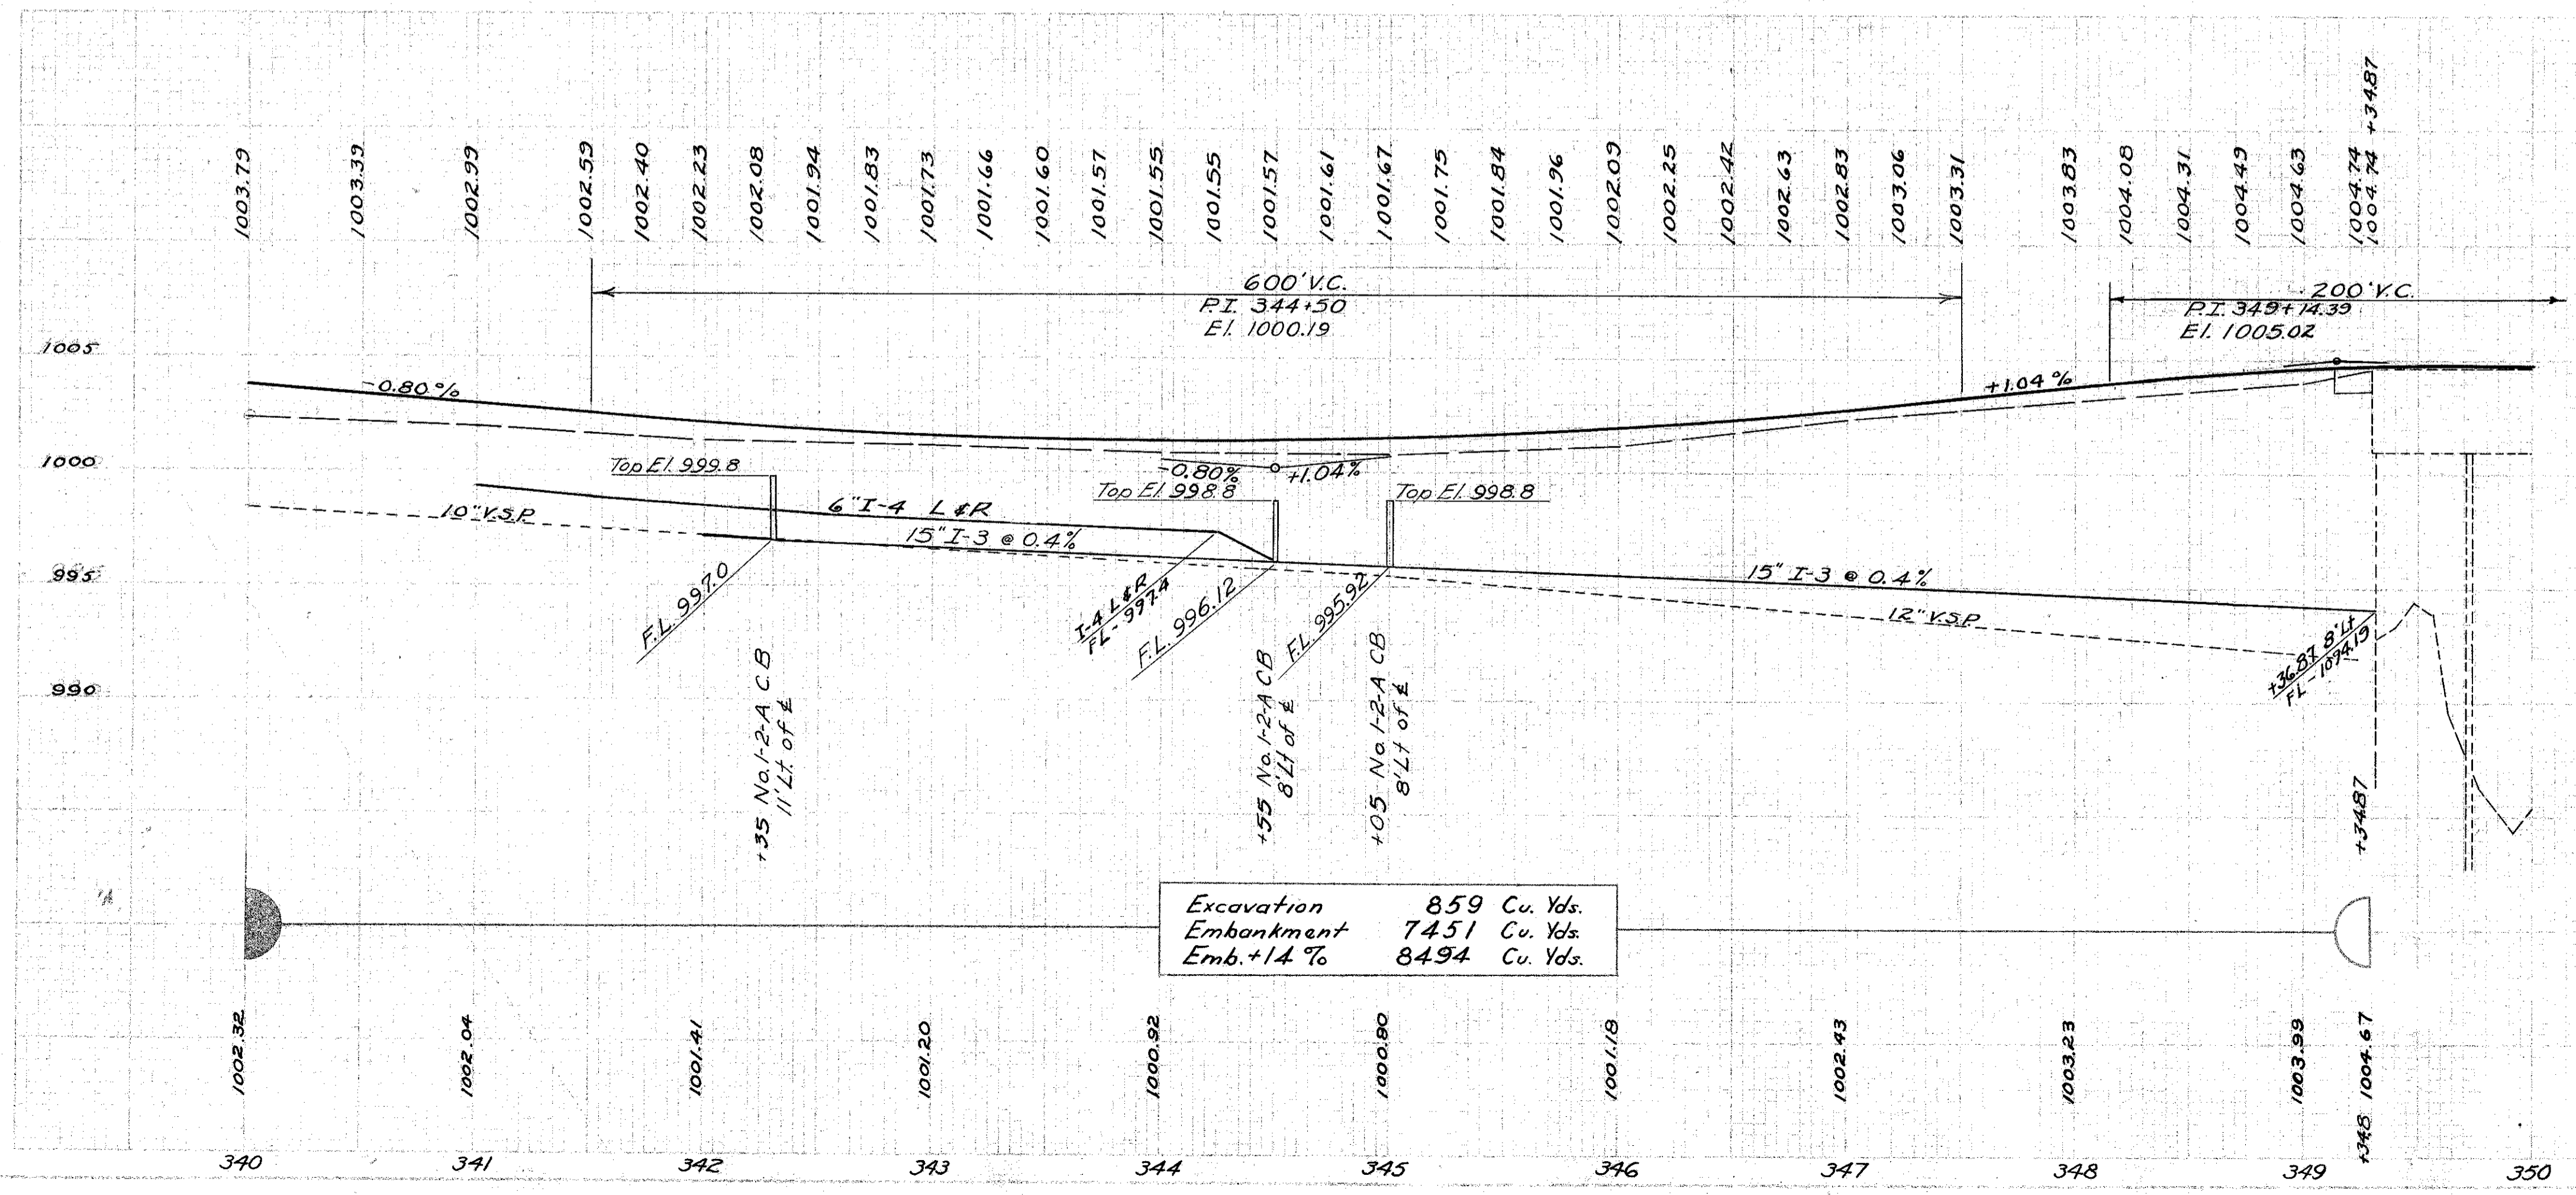 1003.79
1003.39
1002.99
1002.59
1002.40
1002.23
1002.08
1001.94
1001.83
1001.73
1001.66
1001.60
1001.57
1001.55
1001.55
1001.57
1001.61
1001.67
1001.75
1001.84
1001.96
1002.09
1002.25
1002.42
1002.63
1002.83
1003.06
1003.31
1003.83
1004.08
1004.31
1004.49
1004.63
1004.74
1004.74 +34.87
600' V.C.
P.I. 344+50
El. 1000.19
200' V.C.
P.I. 349+14.39
El. 1005.02
1005
-0.80%
+1.04%
1000
Top El. 999.8
-0.80%
+1.04%
Top El. 998.8
Top El. 998.8
10" V.S.P.
6" I-4 L & R
15" I-3 @ 0.4%
995
15" I-3 @ 0.4%
12" V.S.P.
F.L. 997.0
I-4 L & R
FL - 997.4
F.L. 996.12
F.L. 995.92
+36.87 8' Lt
FL - 1094.19
990
+35 No. 1-2-A C.B
11' Lt. of ℄
+55 No. 1-2-A CB
8' Lt of ℄
+05 No. 1-2-A CB
8' Lt of ℄
+34.87
Excavation 859 Cu. Yds.
Embankment 7451 Cu. Yds.
Emb.+14 % 8494 Cu. Yds.
1002.32
1002.04
1001.41
1001.20
1000.92
1000.80
1001.18
1002.43
1003.23
1003.99
+34.8 1004.67
340
341
342
343
344
345
346
347
348
349
350